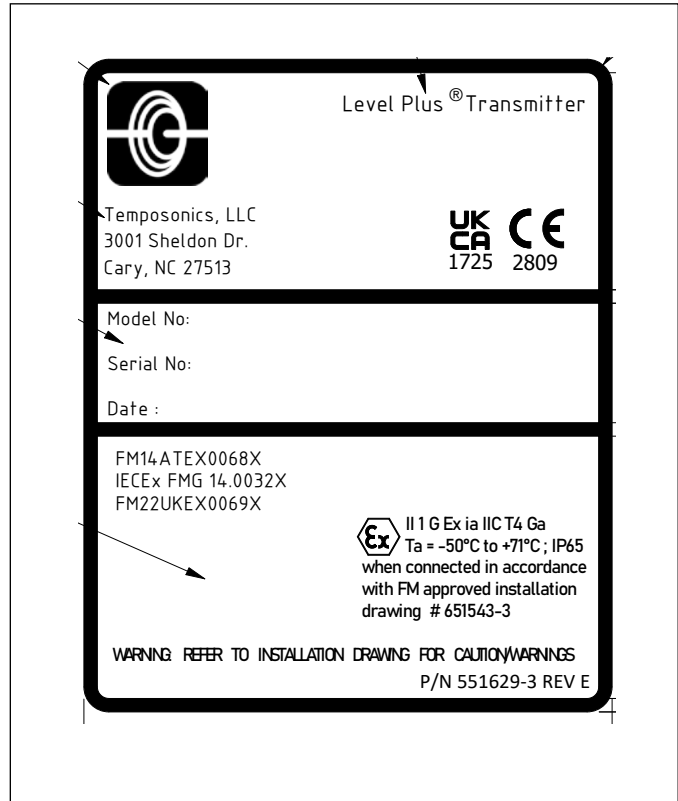 Level Plus ® Transmitter
Temposonics, LLC
3001 Sheldon Dr.
Cary, NC 27513
UK
CA
1725
CE
2809
Model No:
Serial No:
Date :
FM14ATEX0068X
IECEx FMG 14.0032X
FM22UKEX0069X
Ex II 1 G Ex ia IIC T4 Ga
Ta = -50°C to +71°C ; IP65
when connected in accordance
with FM approved installation
drawing # 651543-3
WARNING: REFER TO INSTALLATION DRAWING FOR CAUTION/WARNINGS
P/N 551629-3 REV E